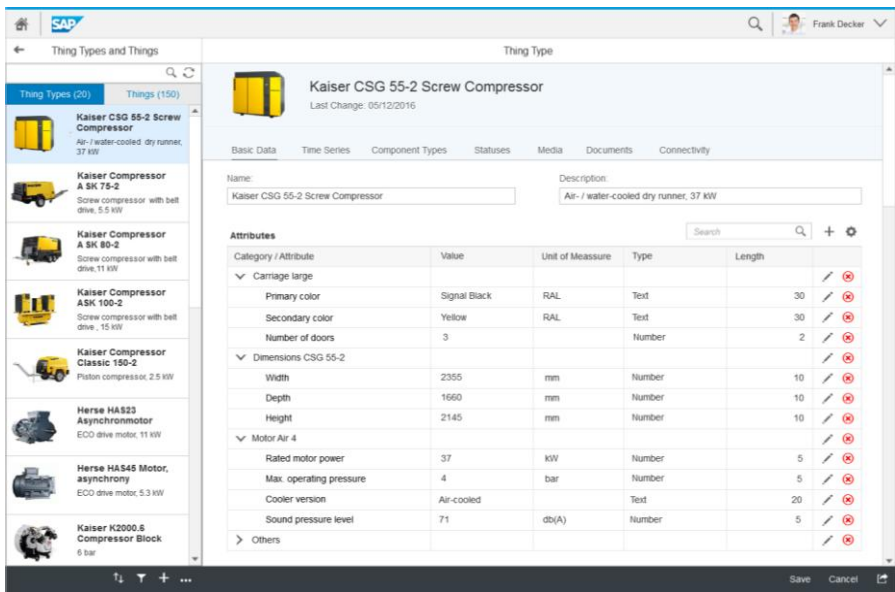 SAP
Frank Decker
Thing Types and Things
Thing Type
Thing Types (20)
Things (150)
Kaiser CSG 55-2 Screw
Compressor
Air- / water-cooled dry runner,
37 kW
Kaiser Compressor
A SK 75-2
Screw compressor with belt
drive, 5.5 kW
Kaiser Compressor
A SK 80-2
Screw compressor with belt
drive, 11 kW
Kaiser Compressor
ASK 100-2
Screw compressor with belt
drive , 15 kW
Kaiser Compressor
Classic 150-2
Piston compressor, 2.5 kW
Herse HAS23
Asynchronmotor
ECO drive motor, 11 kW
Herse HAS45 Motor,
asynchrony
ECO drive motor, 5.3 kW
Kaiser K2000.6
Compressor Block
6 bar
Kaiser CSG 55-2 Screw Compressor
Last Change: 05/12/2016
Basic Data Time Series Component Types Statuses Media Documents Connectivity
Name: Description:
Kaiser CSG 55-2 Screw Compressor Air- / water-cooled dry runner, 37 kW
Attributes Search
Category / Attribute Value Unit of Meassure Type Length
Carriage large
Primary color Signal Black RAL Text 30
Secondary color Yellow RAL Text 30
Number of doors 3 Number 2
Dimensions CSG 55-2
Width 2355 mm Number 10
Depth 1660 mm Number 10
Height 2145 mm Number 10
Motor Air 4
Rated motor power 37 kW Number 5
Max. operating pressure 4 bar Number 5
Cooler version Air-cooled Text 20
Sound pressure level 71 db(A) Number 5
Others
Save Cancel